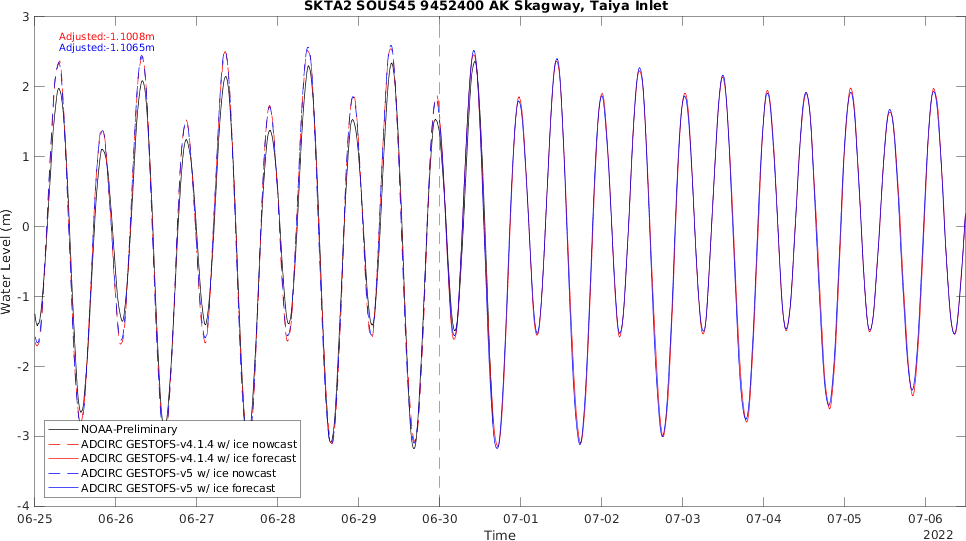 SKTA2 SOUS45 9452400 AK Skagway, Taiya Inlet
Adjusted:-1.1008m
Adjusted:-1.1065m
3
2
1
0
-1
-2
-3
-4
Water Level (m)
NOAA-Preliminary
ADCIRC GESTOFS-v4.1.4 w/ ice nowcast
ADCIRC GESTOFS-v4.1.4 w/ ice forecast
ADCIRC GESTOFS-v5 w/ ice nowcast
ADCIRC GESTOFS-v5 w/ ice forecast
06-25 06-26 06-27 06-28 06-29 06-30 07-01 07-02 07-03 07-04 07-05 07-06
Time
2022